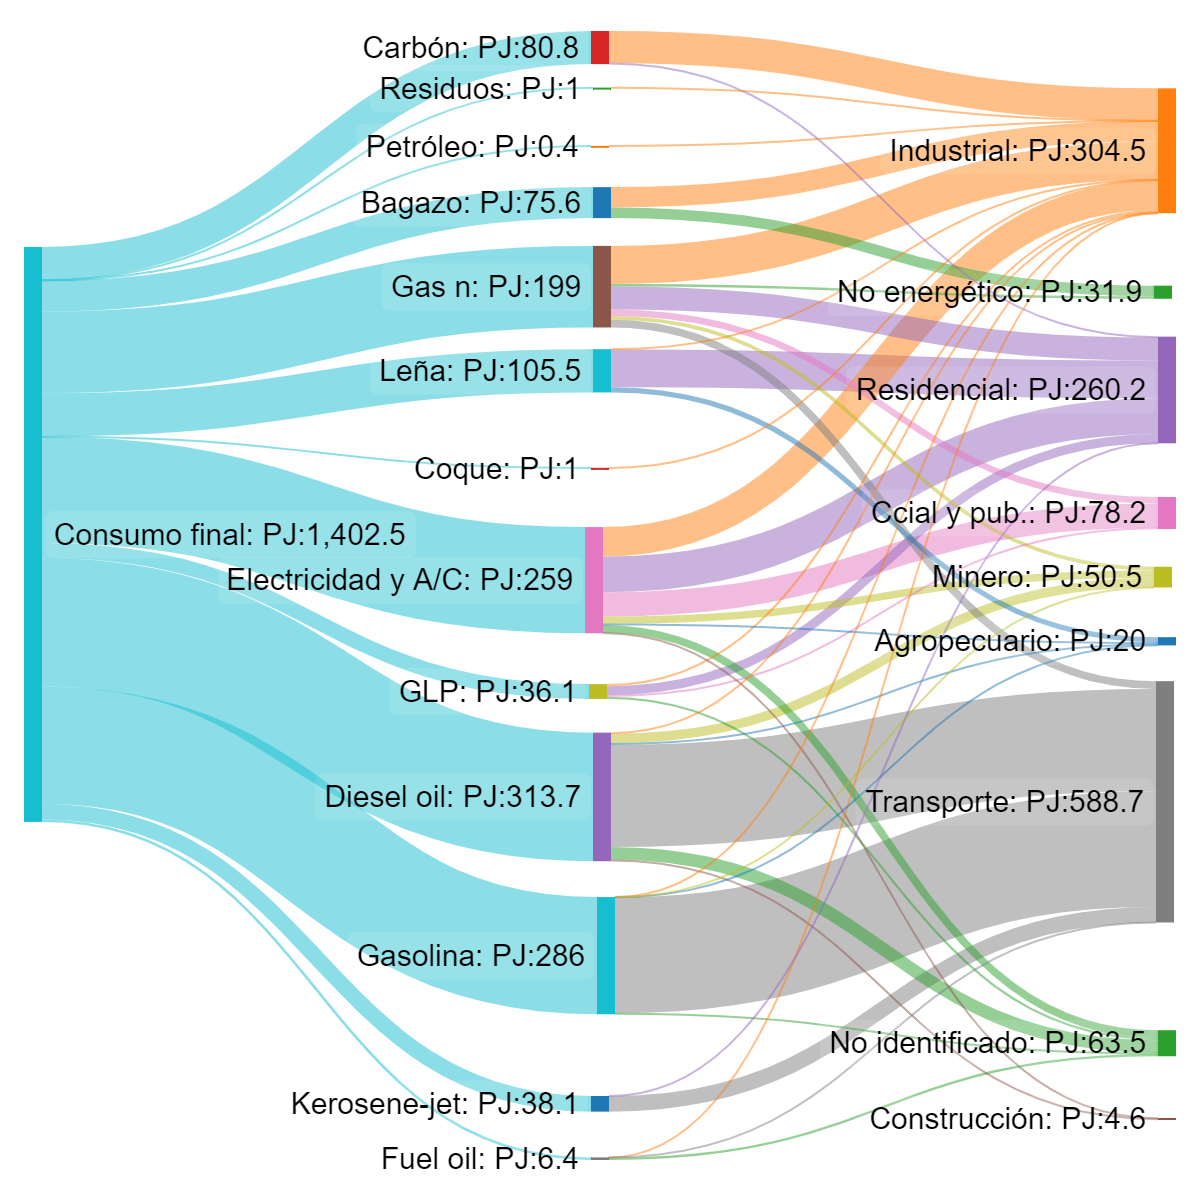 Carbón: PJ:80.8
Residuos: PJ:1
Petróleo: PJ:0.4
Bagazo: PJ:75.6
Gas n: PJ:199
Leña: PJ:105.5
Coque: PJ:1
Consumo final: PJ:1,402.5
Electricidad y A/C: PJ:259
GLP: PJ:36.1
Diesel oil: PJ:313.7
Gasolina: PJ:286
Kerosene-jet: PJ:38.1
Fuel oil: PJ:6.4
Industrial: PJ:304.5
No energético: PJ:31.9
Residencial: PJ:260.2
Ccial y pub.: PJ:78.2
Minero: PJ:50.5
Agropecuario: PJ:20
Transporte: PJ:588.7
No identificado: PJ:63.5
Construcción: PJ:4.6